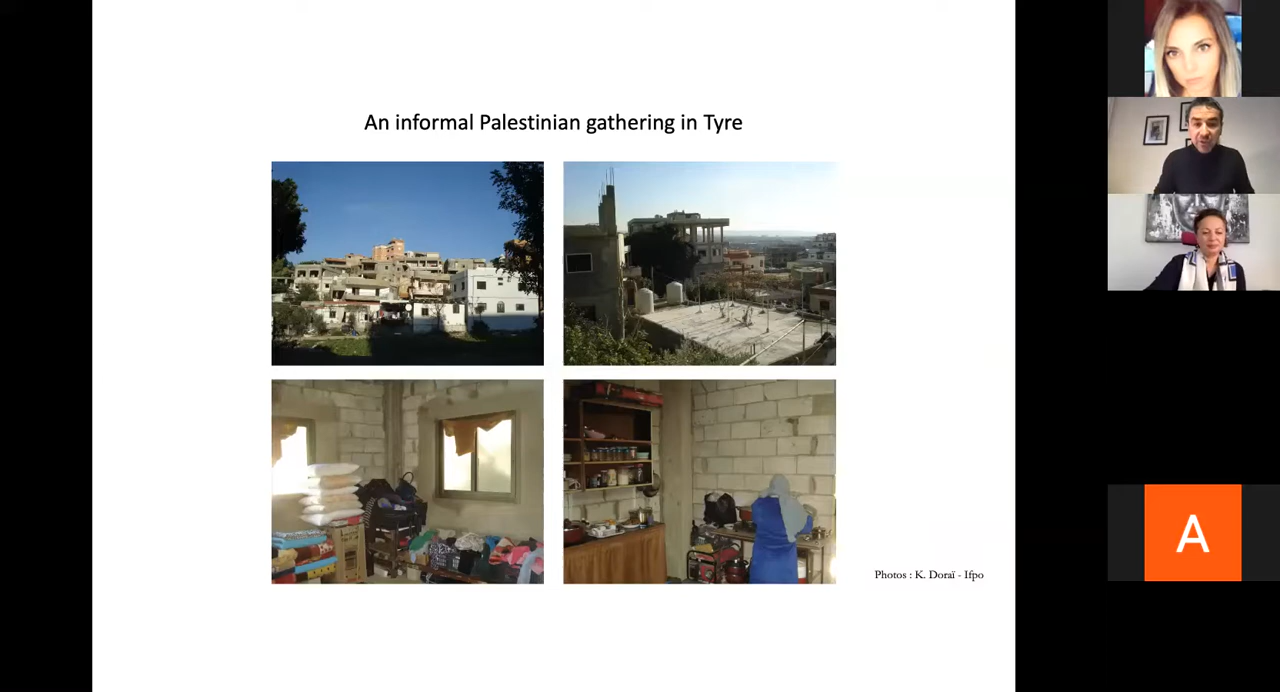 An informal Palestinian gathering in Tyre
Photos : K. Doraï - Ifpo
A